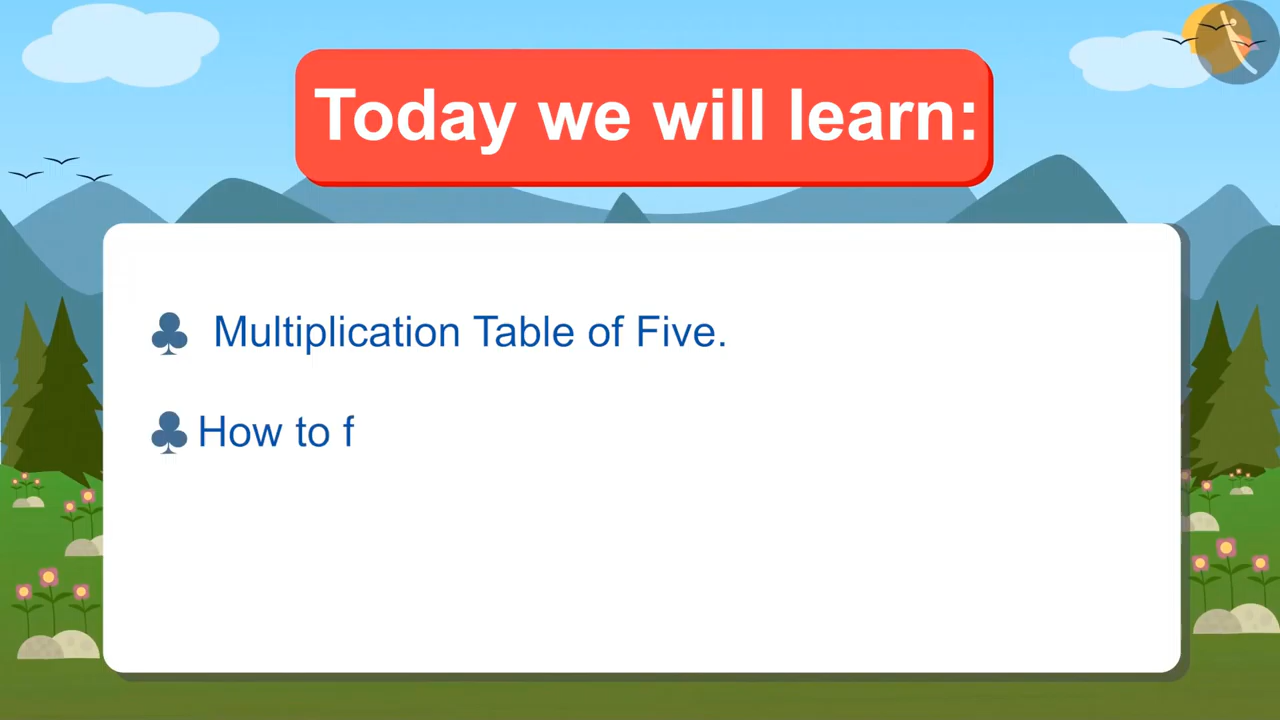 Today we will learn:
♣ Multiplication Table of Five.
♣ How to f